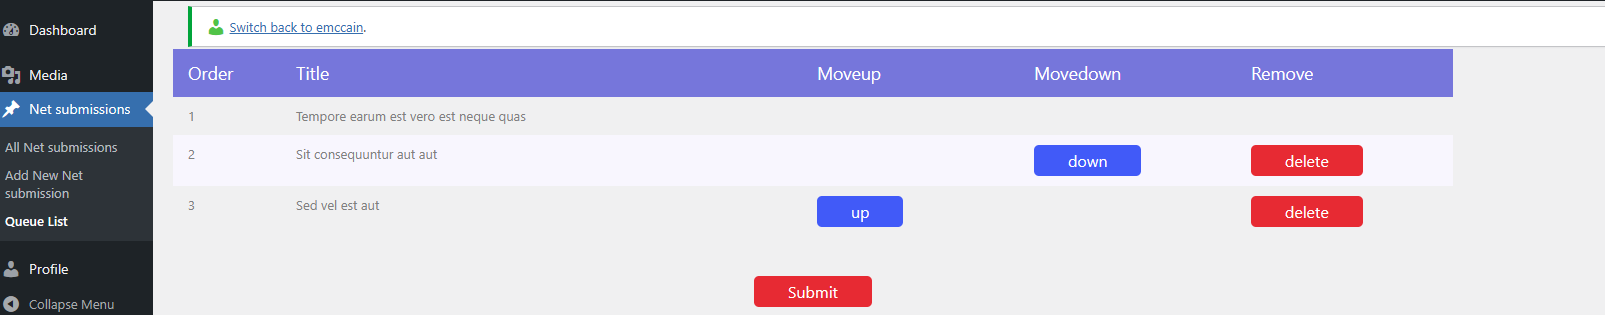 Dashboard
Media
Net submissions
All Net submissions
Add New Net
submission
Queue List
Profile
Collapse Menu
Switch back to emccain.
Order Title Moveup Movedown Remove
1 Tempore earum est vero est neque quas
2 Sit consequuntur aut aut down delete
3 Sed vel est aut up delete
Submit